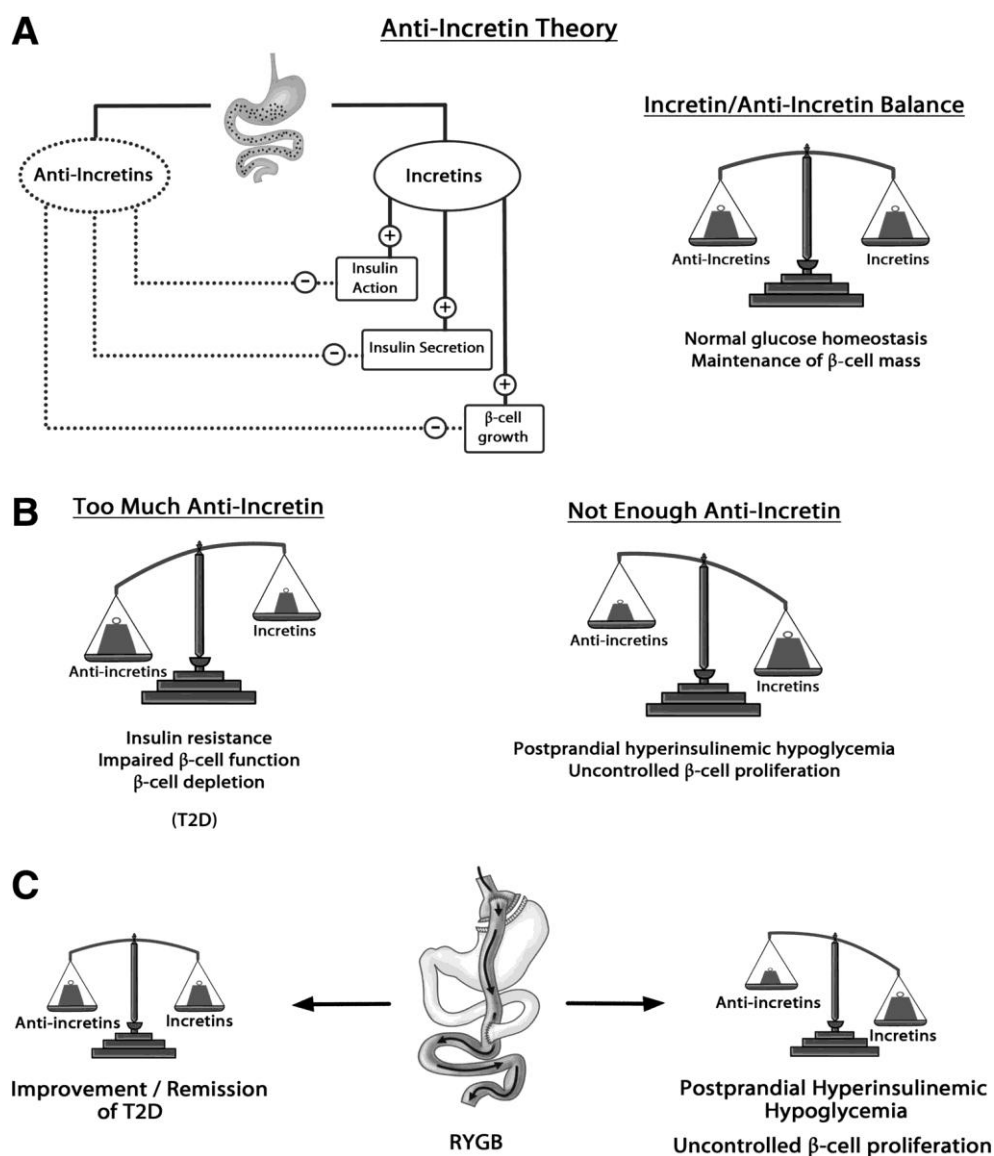 A
Anti-Incretin Theory
Anti-Incretins
Incretins
+
-
Insulin
Action
+
-
Insulin Secretion
+
-
β-cell
growth
Incretin/Anti-Incretin Balance
Anti-Incretins
Incretins
Normal glucose homeostasis
Maintenance of β-cell mass
B
Too Much Anti-Incretin
Anti-incretins
Incretins
Insulin resistance
Impaired β-cell function
β-cell depletion
(T2D)
Not Enough Anti-Incretin
Anti-incretins
Incretins
Postprandial hyperinsulinemic hypoglycemia
Uncontrolled β-cell proliferation
C
Anti-incretins
Incretins
Improvement / Remission
of T2D
RYGB
Anti-incretins
Incretins
Postprandial Hyperinsulinemic
Hypoglycemia
Uncontrolled β-cell proliferation